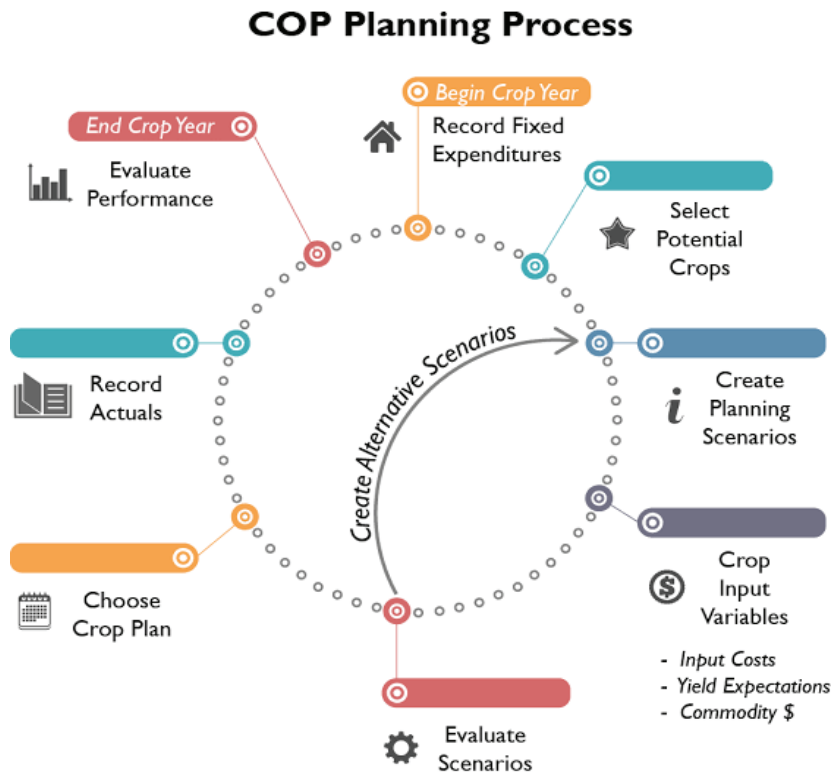 COP Planning Process
Begin Crop Year
Record Fixed
Expenditures
Select
Potential
Crops
Create
Planning
Scenarios
Crop
Input
Variables
- Input Costs
- Yield Expectations
- Commodity $
Evaluate
Scenarios
Create Alternative Scenarios
Choose
Crop Plan
Record
Actuals
End Crop Year
Evaluate
Performance